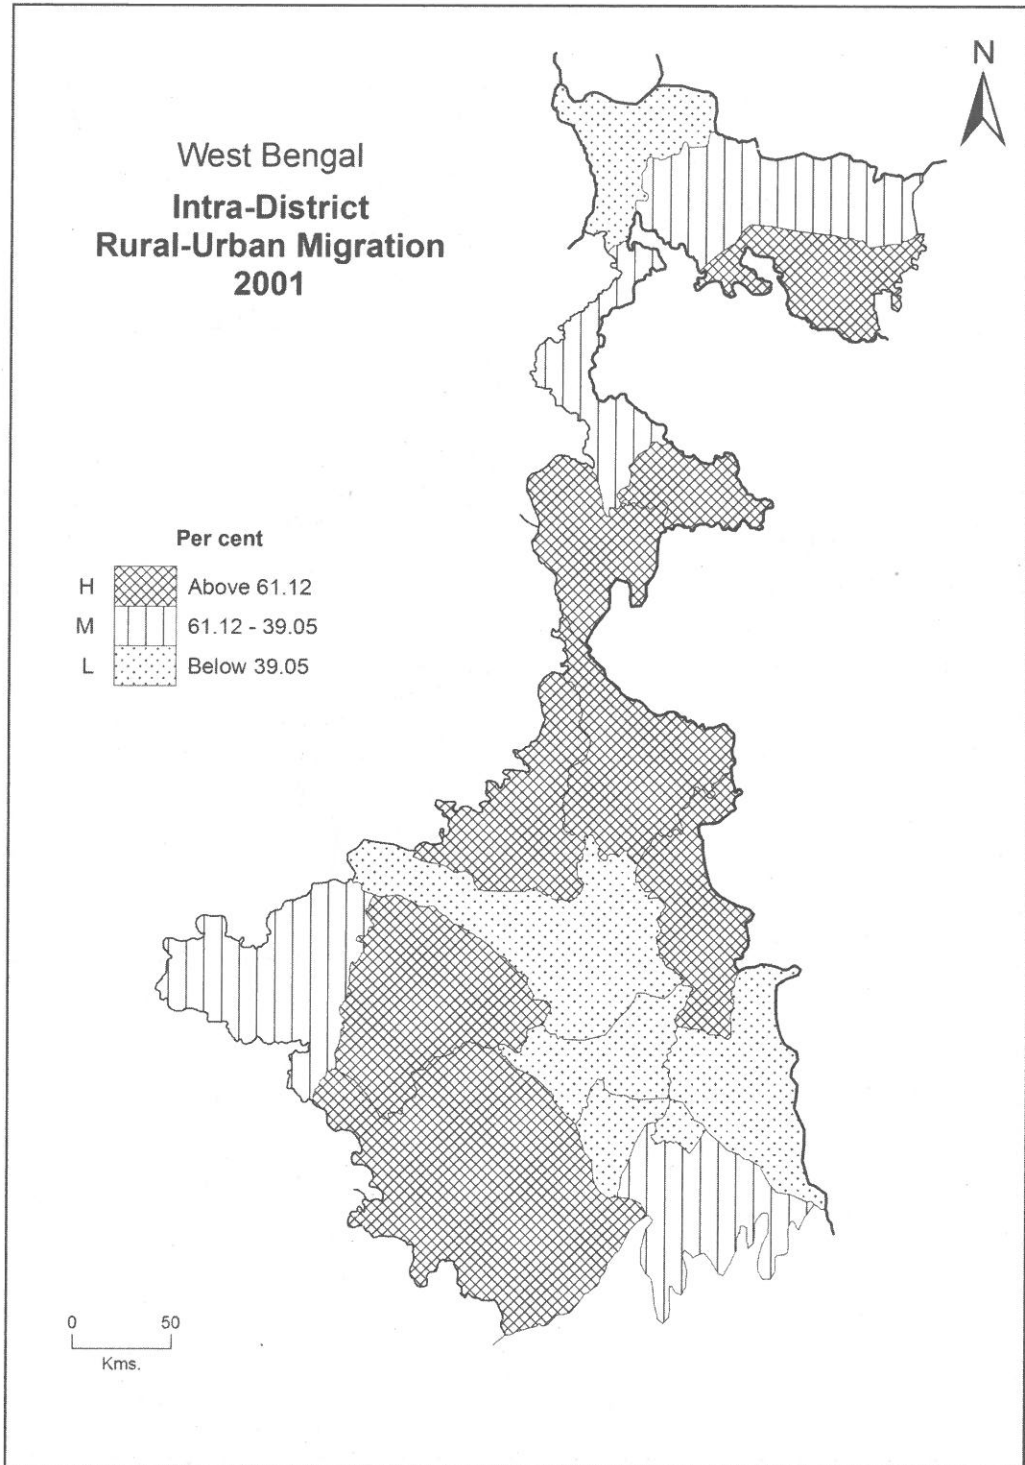 N
West Bengal
Intra-District
Rural-Urban Migration
2001
Per cent
H Above 61.12
M 61.12 - 39.05
L Below 39.05
0 50
Kms.